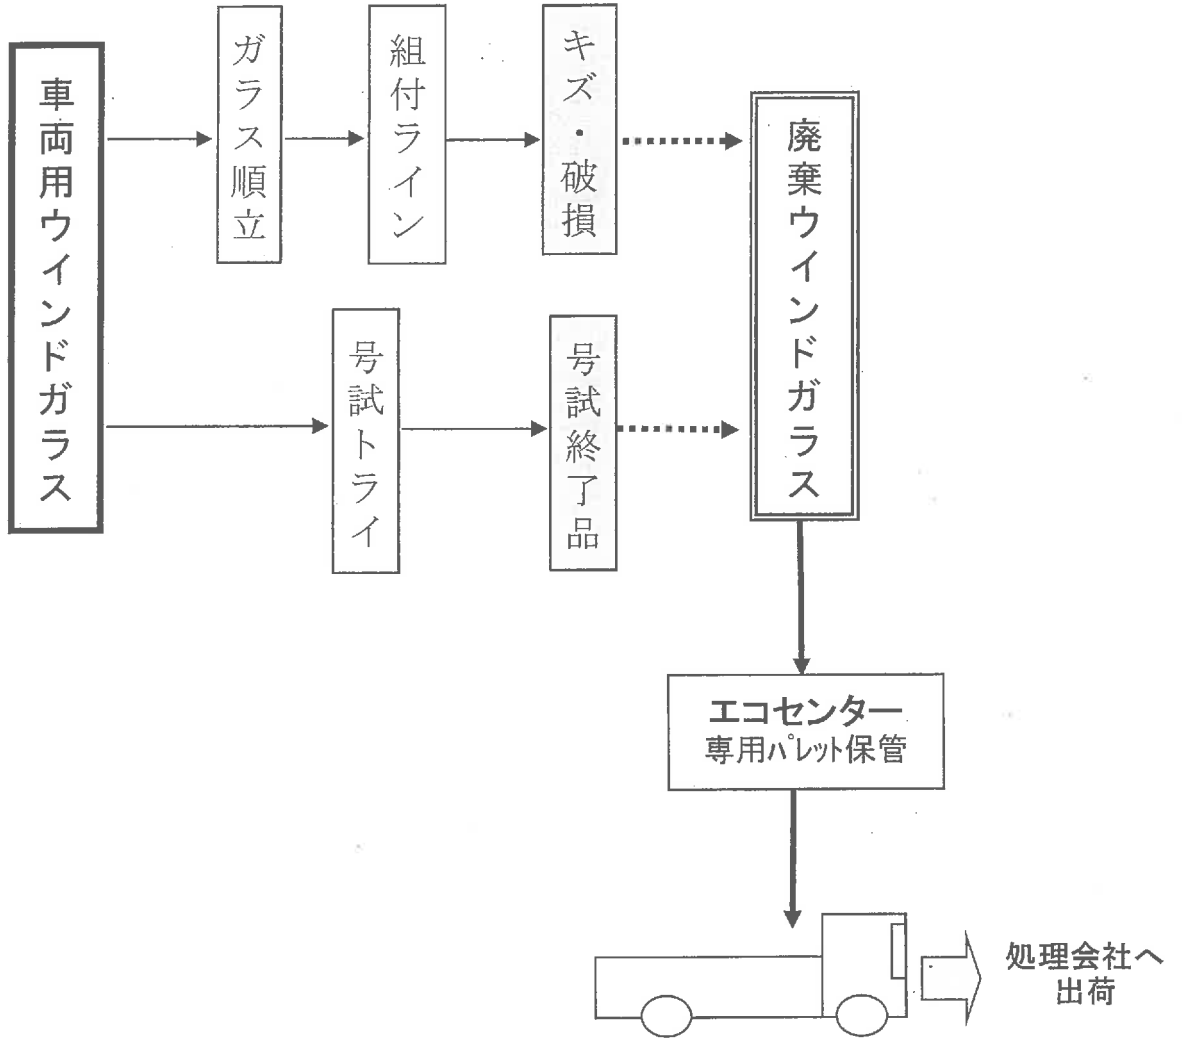 車両用ウインドガラス
ガラス順立
組付ライン
キズ・破損
号試トライ
号試終了品
廃棄ウインドガラス
エコセンター
専用パレット保管
処理会社へ
出荷